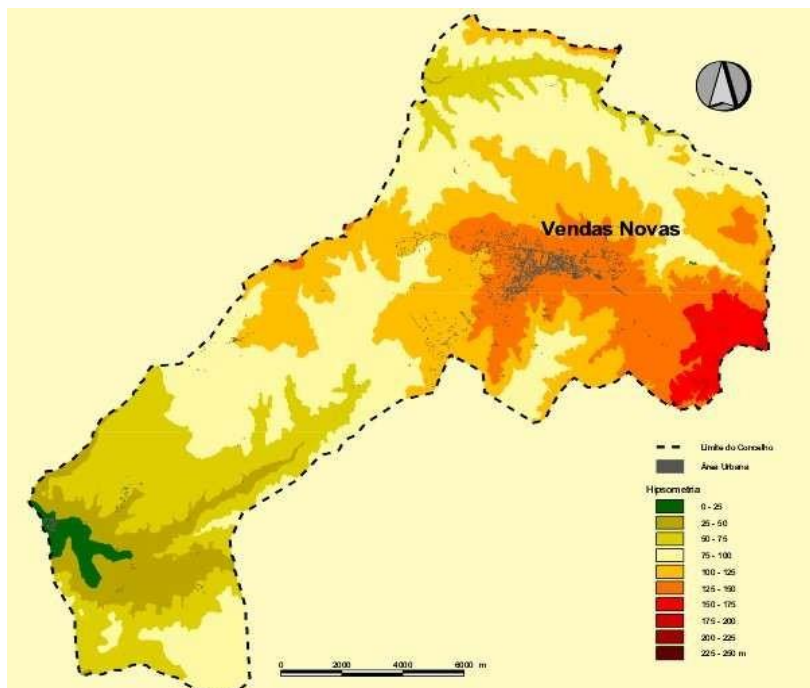 Vendas Novas
Limite do Concelho
Área Urbana
Hipsometria
0 - 25
25 - 50
50 - 75
75 - 100
100 - 125
125 - 150
150 - 175
175 - 200
200 - 225
225 - 250 m
0 2000 4000 6000 m